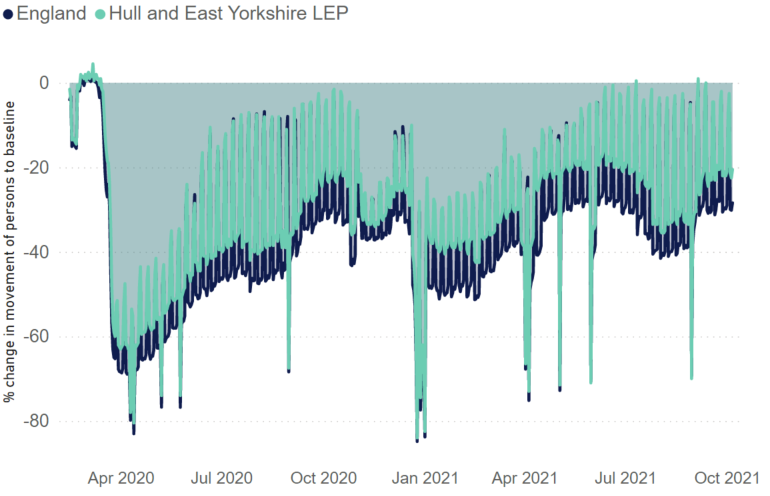 England Hull and East Yorkshire LEP
% change in movement of persons to baseline
0
-20
-40
-60
-80
Apr 2020 Jul 2020 Oct 2020 Jan 2021 Apr 2021 Jul 2021 Oct 2021